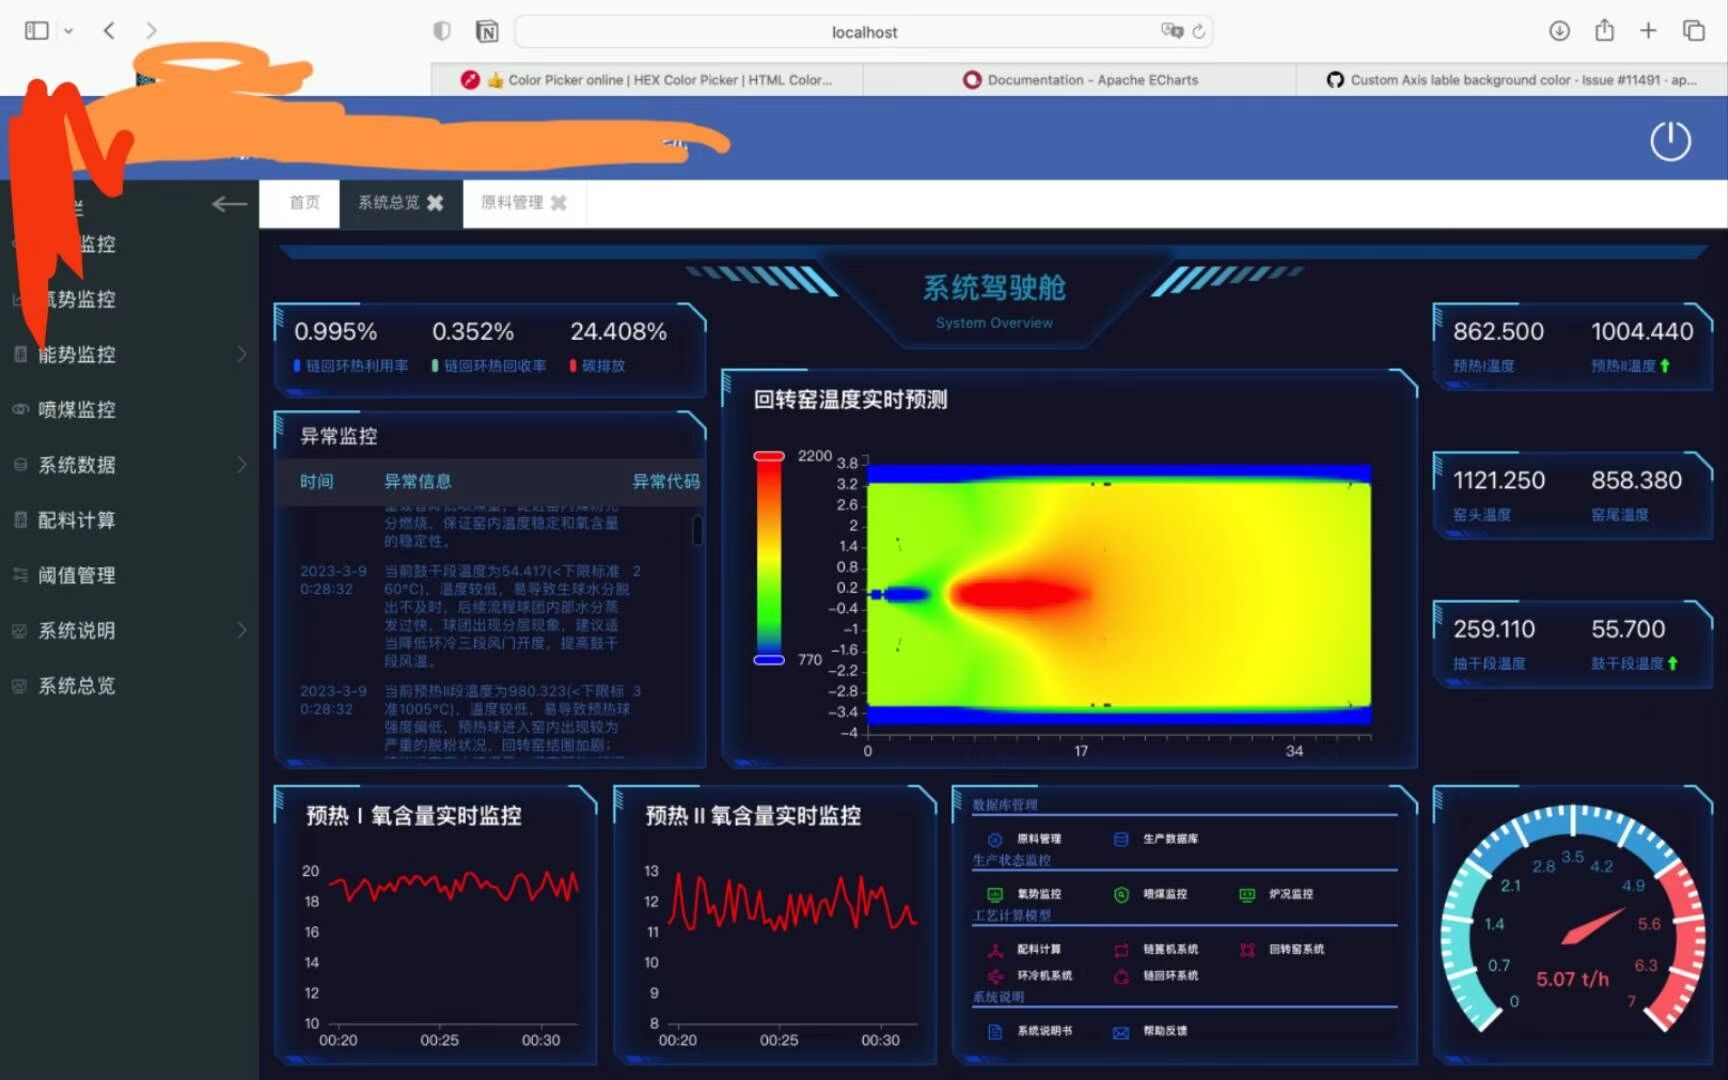 localhost
👍 Color Picker online | HEX Color Picker | HTML Color...
Documentation - Apache ECharts
Custom Axis lable background color · Issue #11491 · ap...
首页
系统总览
原料管理
监控
氧势监控
能势监控
喷煤监控
系统数据
配料计算
阈值管理
系统说明
系统总览
系统驾驶舱
System Overview
0.995%
0.352%
24.408%
链回环热利用率
链回环热回收率
碳排放
异常监控
时间
异常信息
异常代码
分燃烧，保证窑内温度稳定和氧含量
的稳定性。
2023-3-9
0:28:32
当前鼓干段温度为54.417(<下限标准
60°C)，温度较低，易导致生球水分脱
出不及时，后续流程球团内部水分蒸
发过快，球团出现分层现象，建议适
当降低环冷三段风门开度，提高鼓干
段风温。
2
2023-3-9
0:28:32
当前预热II段温度为980.323(<下限标
准1005°C)，温度较低，易导致预热球
强度偏低，预热球进入窑内出现较为
严重的脱粉状况，回转窑结圈加剧；
3
回转窑温度实时预测
2200
770
3.8
3.2
2.6
2
1.4
0.8
0.2
-0.4
-1
-1.6
-2.2
-2.8
-3.4
-4
0
17
34
862.500
1004.440
预热I温度
预热II温度
1121.250
858.380
窑头温度
窑尾温度
259.110
55.700
抽干段温度
鼓干段温度
预热 I 氧含量实时监控
20
18
16
14
12
10
00:20
00:25
00:30
预热 II 氧含量实时监控
13
12
11
10
9
8
00:20
00:25
00:30
数据库管理
原料管理
生产数据库
生产状态监控
氧势监控
喷煤监控
炉况监控
工艺计算模型
配料计算
链篦机系统
回转窑系统
环冷机系统
链回环系统
系统说明
系统说明书
帮助反馈
0
0.7
1.4
2.1
2.8
3.5
4.2
4.9
5.6
6.3
7
5.07 t/h